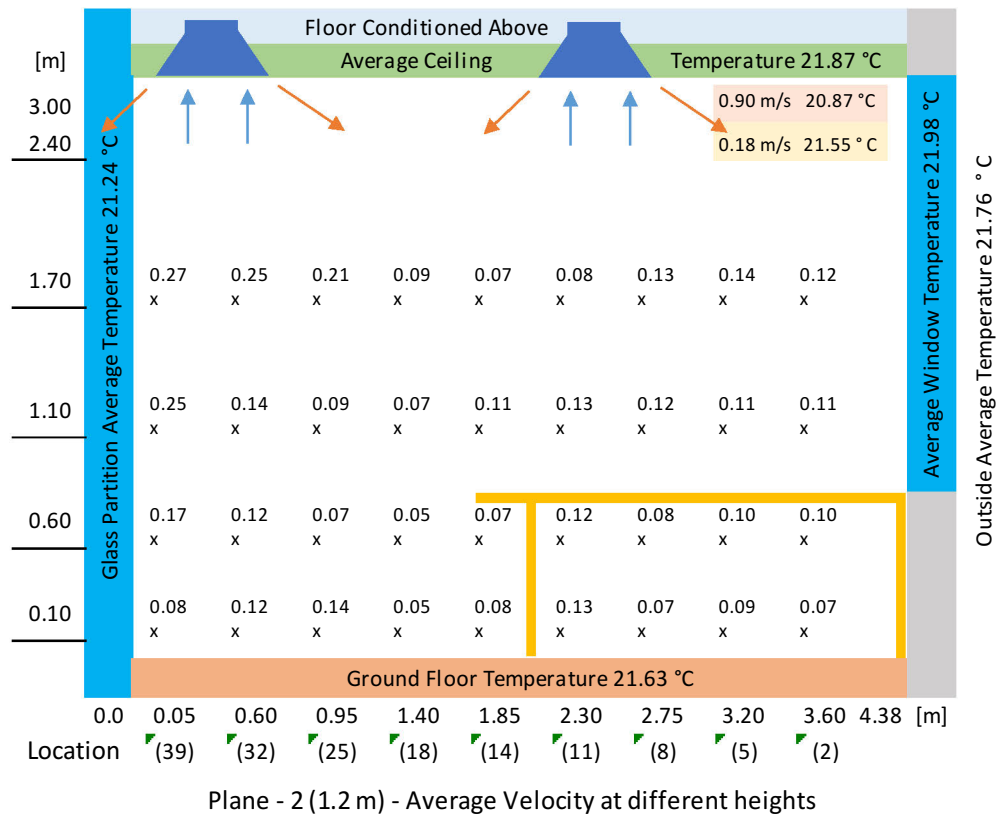 Floor Conditioned Above
[m] Average Ceiling Temperature 21.87 °C
3.00 0.90 m/s 20.87 °C
2.40 0.18 m/s 21.55 ° C
Glass Partition Average Temperature 21.24 °C
Average Window Temperature 21.98 °C
Outside Average Temperature 21.76 ° C
1.70 0.27 0.25 0.21 0.09 0.07 0.08 0.13 0.14 0.12
x x x x x x x x x
1.10 0.25 0.14 0.09 0.07 0.11 0.13 0.12 0.11 0.11
x x x x x x x x x
0.60 0.17 0.12 0.07 0.05 0.07 0.12 0.08 0.10 0.10
x x x x x x x x x
0.10 0.08 0.12 0.14 0.05 0.08 0.13 0.07 0.09 0.07
x x x x x x x x x
Ground Floor Temperature 21.63 °C
0.0 0.05 0.60 0.95 1.40 1.85 2.30 2.75 3.20 3.60 4.38 [m]
Location (39) (32) (25) (18) (14) (11) (8) (5) (2)
Plane - 2 (1.2 m) - Average Velocity at different heights